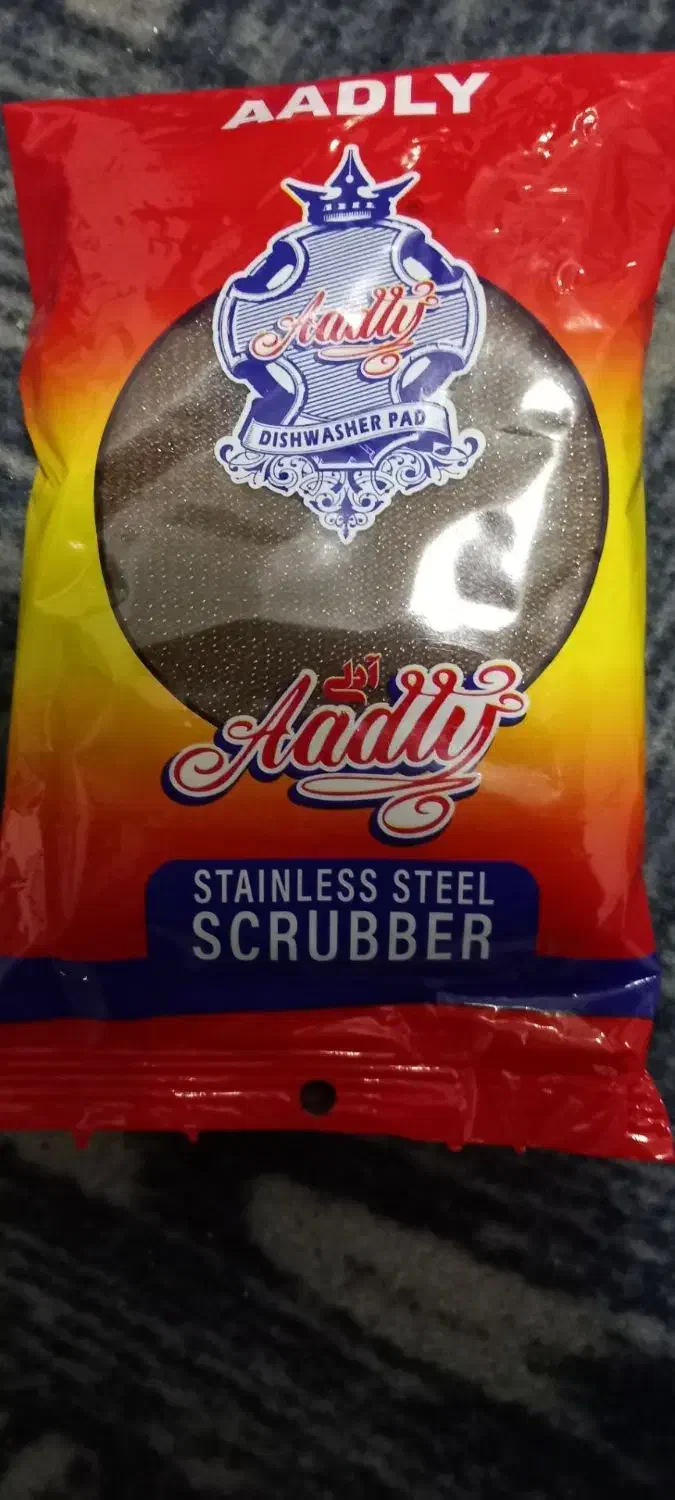 AADLY
Aadly
DISHWASHER PAD
آدلی
Aadly
STAINLESS STEEL
SCRUBBER